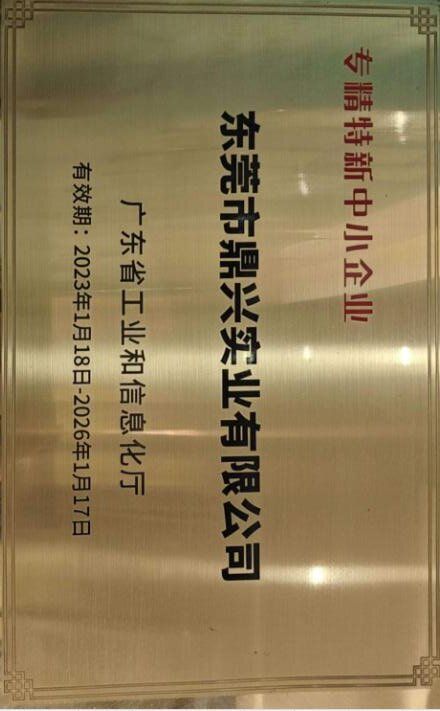 专精特新中小企业
东莞市鼎兴实业有限公司
广东省工业和信息化厅
有效期：2023年1月18日-2026年1月17日